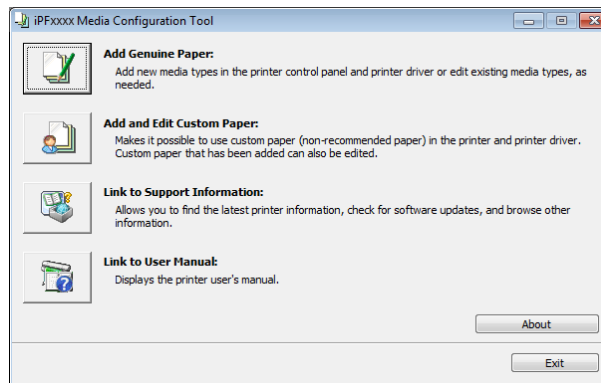 iPFxxxx Media Configuration Tool
Add Genuine Paper:
Add new media types in the printer control panel and printer driver or edit existing media types, as
needed.
Add and Edit Custom Paper:
Makes it possible to use custom paper (non-recommended paper) in the printer and printer driver.
Custom paper that has been added can also be edited.
Link to Support Information:
Allows you to find the latest printer information, check for software updates, and browse other
information.
Link to User Manual:
Displays the printer user's manual.
About
Exit